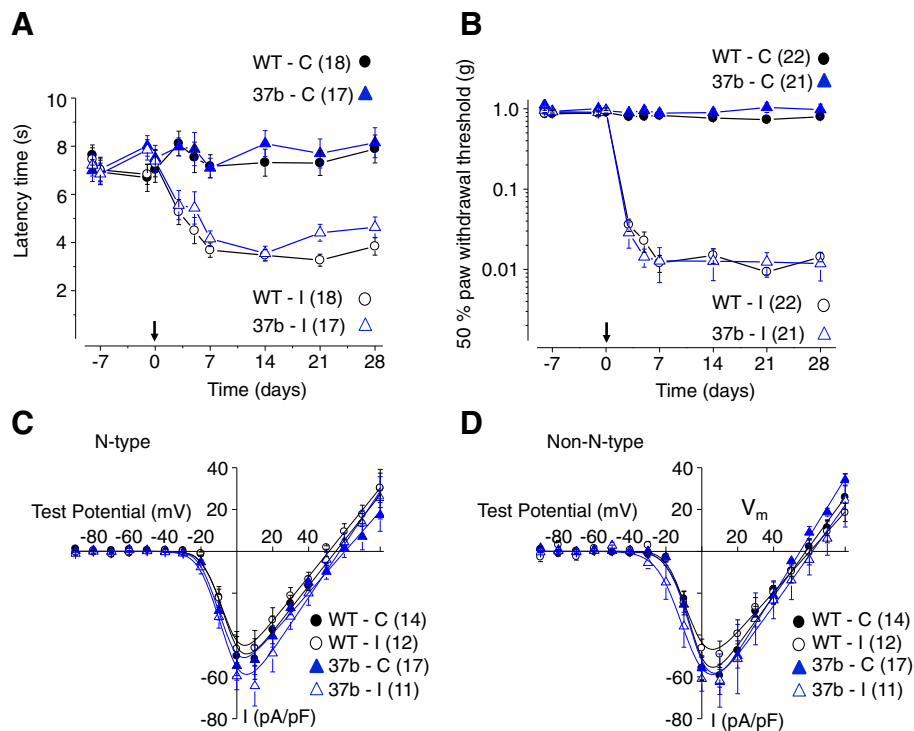 A
WT - C (18)
37b - C (17)
Latency time (s)
10
8
6
4
2
WT - I (18)
37b - I (17)
-7 0 7 14 21 28
Time (days)
B
WT - C (22)
37b - C (21)
50 % paw withdrawal threshold (g)
1.0
0.1
0.01
WT - I (22)
37b - I (21)
-7 0 7 14 21 28
Time (days)
C
N-type
Test Potential (mV)
40
-80 -60 -40 -20 20 40
-60
-80
I (pA/pF)
WT - C (14)
WT - I (12)
37b - C (17)
37b - I (11)
D
Non-N-type
Test Potential (mV)
Vm
40
20
-80 -60 -40 -20 20 40
-60
-80
I (pA/pF)
WT - C (14)
WT - I (12)
37b - C (17)
37b - I (11)